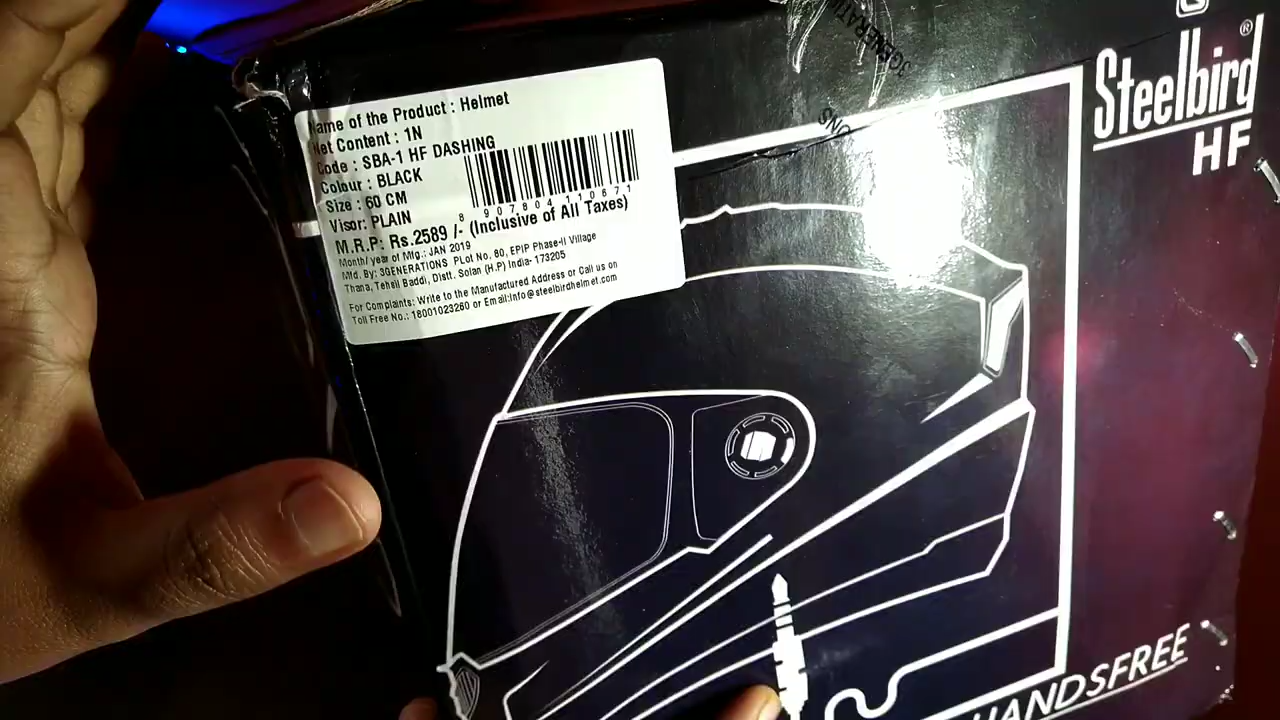 Name of the Product : Helmet
Net Content : 1N
Code : SBA-1 HF DASHING
Colour : BLACK
Size : 60 CM
Visor: PLAIN
8 907804 110671
M.R.P: Rs.2589 /- (Inclusive of All Taxes)
Month/ year of Mfg.: JAN 2019
Mfd. By: 3GENERATIONS PLot No. 80, EPIP Phase-II Village
Thana, Tehsil Baddi, Distt. Solan (H.P) India- 173205
For Complaints: Write to the Manufactured Address or Call us on
Toll Free No.: 18001023260 or Email:Info@steelbirdhelmet.com
Steelbird®
HF
HANDSFREE